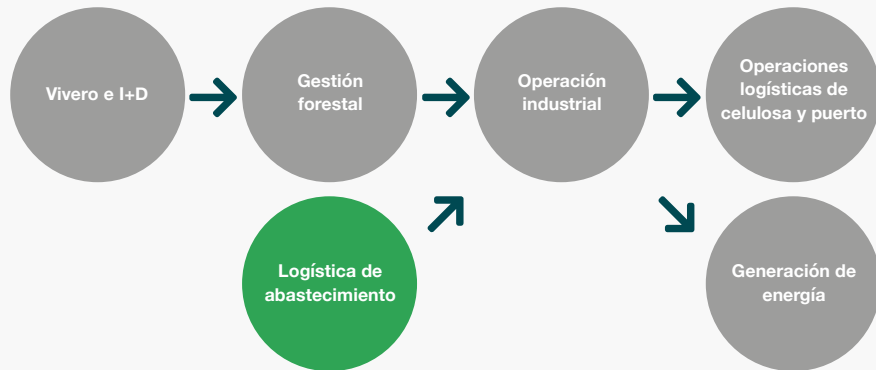 Vivero e I+D
Gestión
forestal
Operación
industrial
Operaciones
logísticas de
celulosa y puerto
Logística de
abastecimiento
Generación de
energía